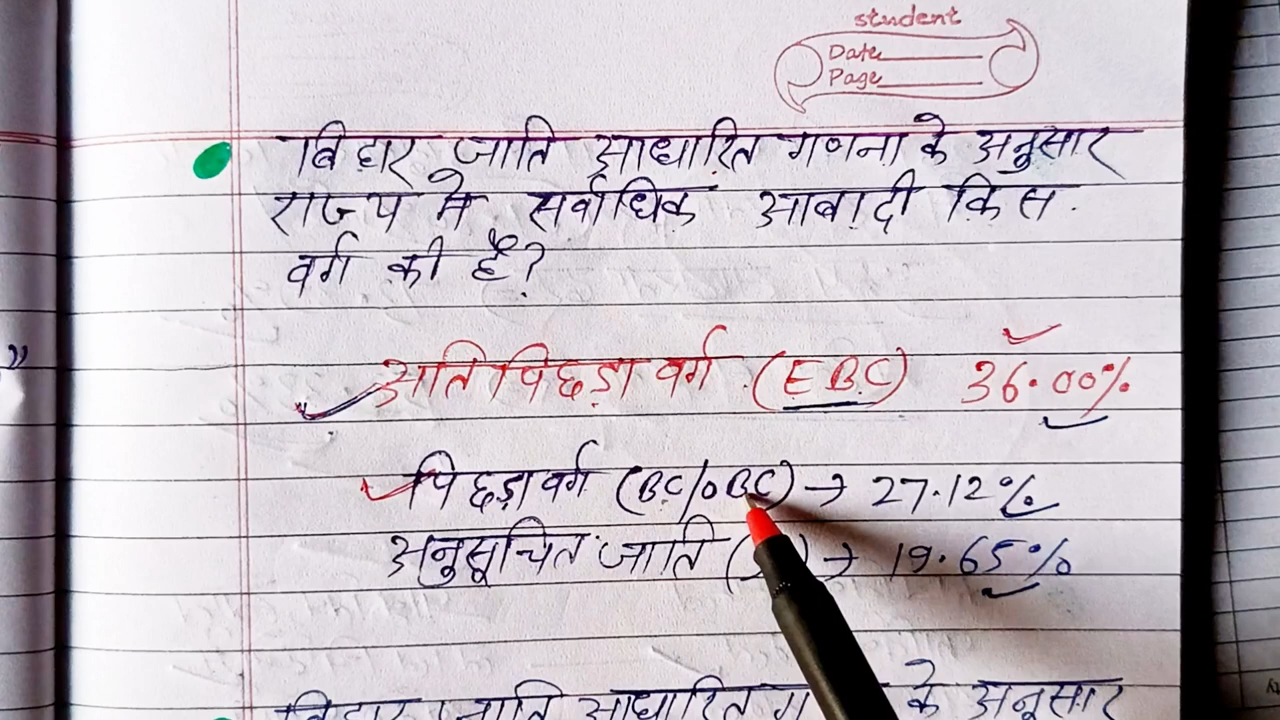 student
Date
Page
बिहार जाति आधारित गणना के अनुसार
राज्य मे सर्वाधिक आबादी किस
वर्ग की है?
"
अति पिछड़ा वर्ग (EBC) 36.00%
पिछड़ा वर्ग (BC/OBC) → 27.12%
अनुसूचित जाति → 19.65%
बिहार जाति आधारित के अनुसार